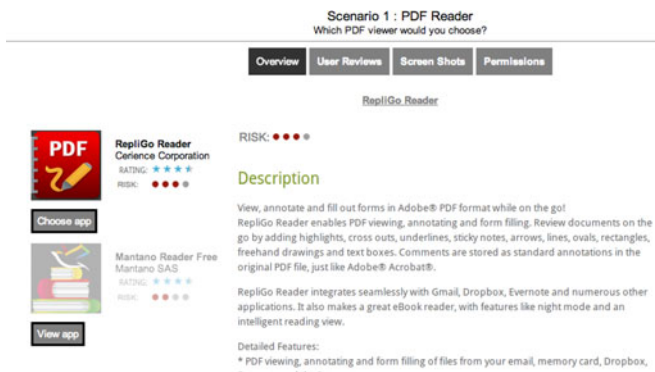 Scenario 1 : PDF Reader
Which PDF viewer would you choose?
Overview
User Reviews
Screen Shots
Permissions
RepliGo Reader
PDF
RepliGo Reader
Cerience Corporation
RATING:
RISK:
Choose app
Mantano Reader Free
Mantano SAS
RATING:
RISK:
View app
RISK:
Description
View, annotate and fill out forms in Adobe® PDF format while on the go!
RepliGo Reader enables PDF viewing, annotating and form filling. Review documents on the
go by adding highlights, cross outs, underlines, sticky notes, arrows, lines, ovals, rectangles,
freehand drawings and text boxes. Comments are stored as standard annotations in the
original PDF file, just like Adobe® Acrobat®.
RepliGo Reader integrates seamlessly with Gmail, Dropbox, Evernote and numerous other
applications. It also makes a great eBook reader, with features like night mode and an
intelligent reading view.
Detailed Features:
* PDF viewing, annotating and form filling of files from your email, memory card, Dropbox,